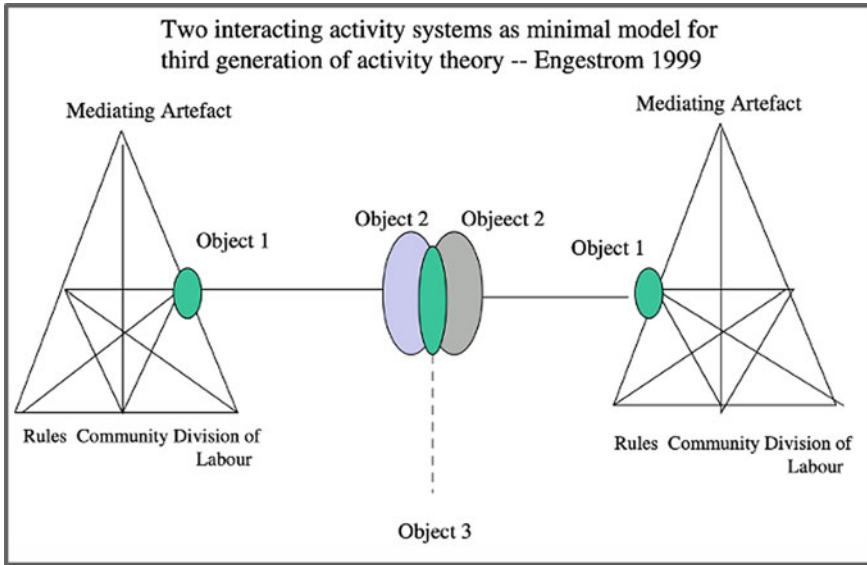 Two interacting activity systems as minimal model for
third generation of activity theory -- Engestrom 1999
Mediating Artefact
Mediating Artefact
Object 2
Objeect 2
Object 1
Object 1
Rules Community Division of
Labour
Rules Community Division of
Labour
Object 3